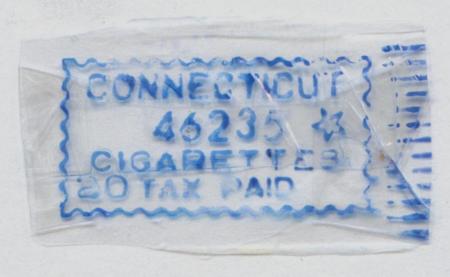 CONNECTICUT
46235 ☆
CIGARETTES
20 TAX PAID